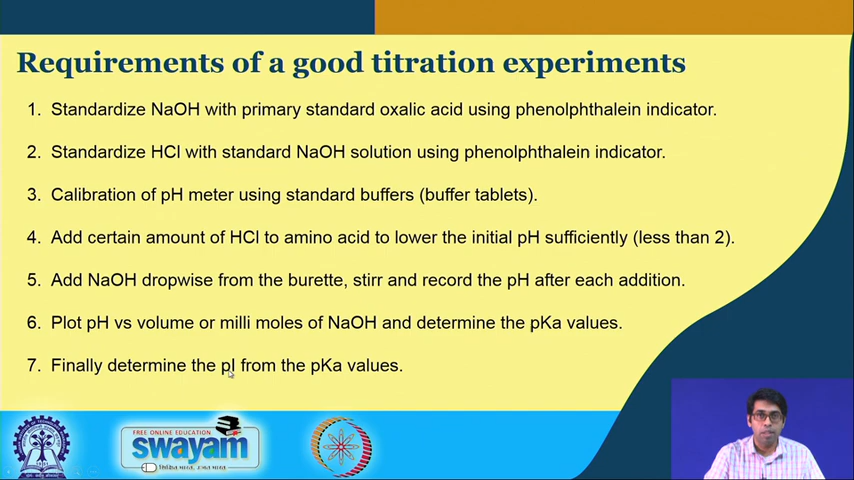 Requirements of a good titration experiments
1. Standardize NaOH with primary standard oxalic acid using phenolphthalein indicator.
2. Standardize HCl with standard NaOH solution using phenolphthalein indicator.
3. Calibration of pH meter using standard buffers (buffer tablets).
4. Add certain amount of HCl to amino acid to lower the initial pH sufficiently (less than 2).
5. Add NaOH dropwise from the burette, stirr and record the pH after each addition.
6. Plot pH vs volume or milli moles of NaOH and determine the pKa values.
7. Finally determine the pI from the pKa values.
FREE ONLINE EDUCATION
swayam